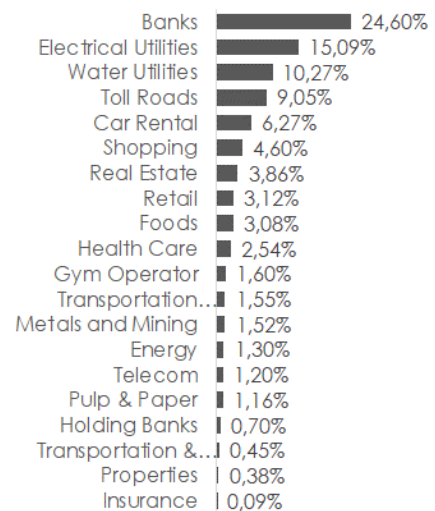 Banks 24,60%
Electrical Utilities 15,09%
Water Utilities 10,27%
Toll Roads 9,05%
Car Rental 6,27%
Shopping 4,60%
Real Estate 3,86%
Retail 3,12%
Foods 3,08%
Health Care 2,54%
Gym Operator 1,60%
Transportation... 1,55%
Metals and Mining 1,52%
Energy 1,30%
Telecom 1,20%
Pulp & Paper 1,16%
Holding Banks 0,70%
Transportation &... 0,45%
Properties 0,38%
Insurance 0,09%